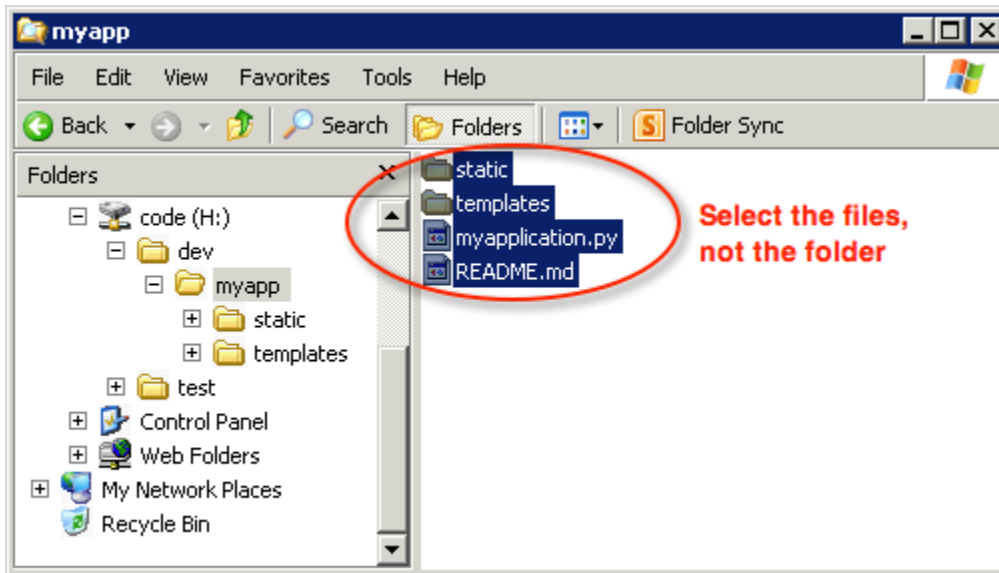 myapp
File Edit View Favorites Tools Help
Back Search Folders Folder Sync
Folders
code (H:)
dev
myapp
static
templates
test
Control Panel
Web Folders
My Network Places
Recycle Bin
static
templates
myapplication.py
README.md
Select the files,
not the folder